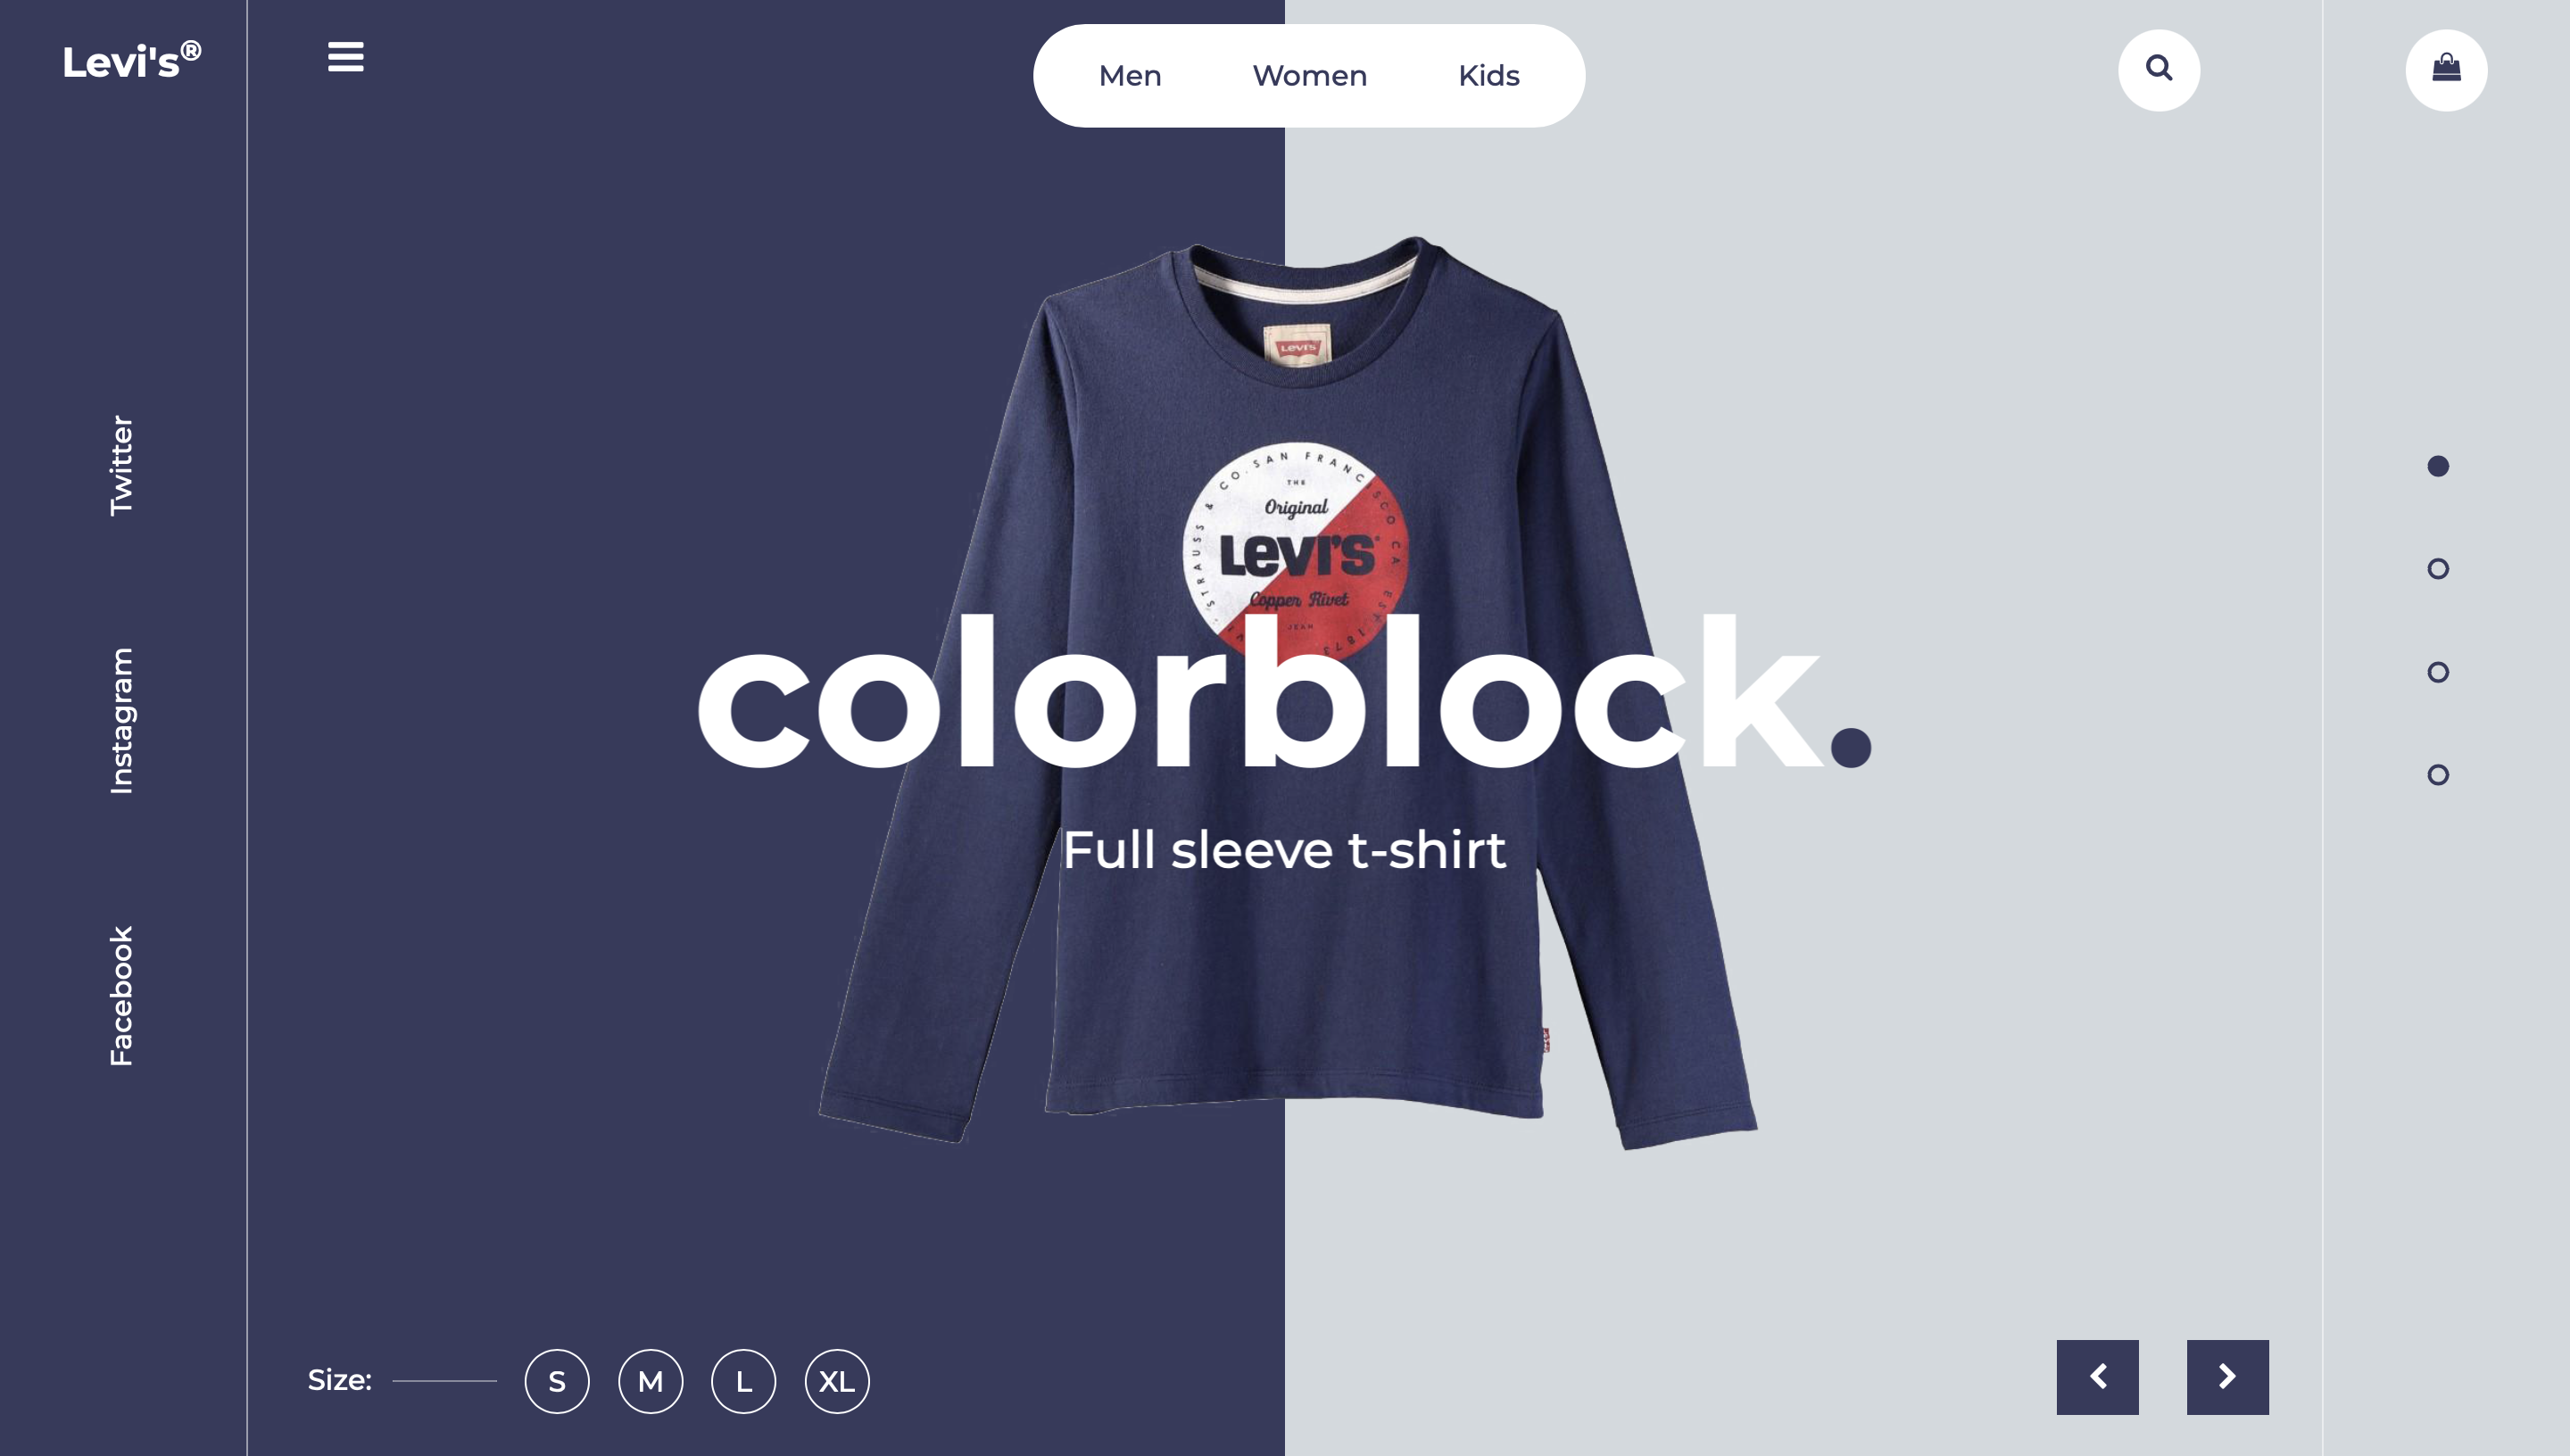 Levi's®
Men Women Kids
Twitter
Instagram
Facebook
Levi's
STRAUSS & CO. SAN FRANCISCO CA EST. 1873
THE
Original
Levi's
Copper Rivet
JEAN
colorblock.
Full sleeve t-shirt
Size: S M L XL